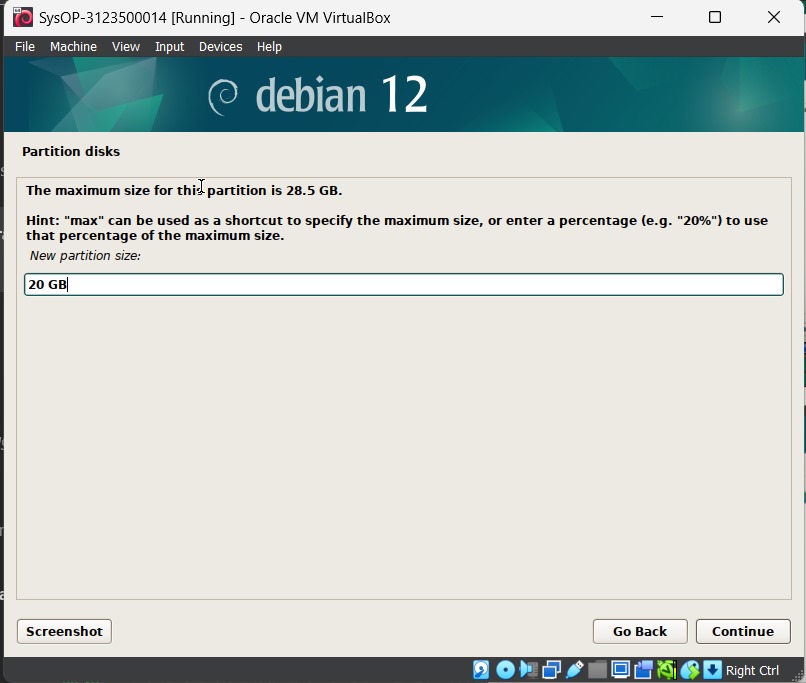 SysOP-3123500014 [Running] - Oracle VM VirtualBox
File Machine View Input Devices Help
debian 12
Partition disks
The maximum size for this partition is 28.5 GB.
Hint: "max" can be used as a shortcut to specify the maximum size, or enter a percentage (e.g. "20%") to use
that percentage of the maximum size.
New partition size:
20 GB
Screenshot
Go Back
Continue
Right Ctrl